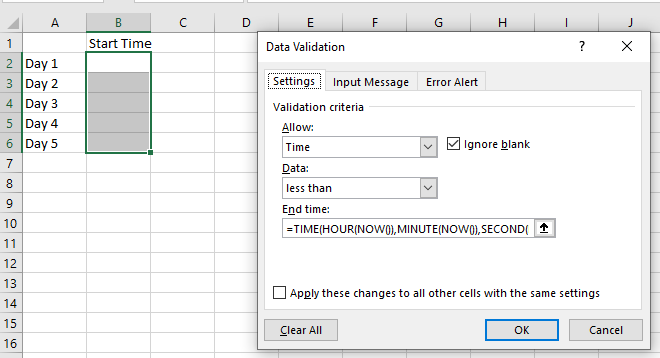 A B C D E F G H I J
1 Start Time
2 Day 1
3 Day 2
4 Day 3
5 Day 4
6 Day 5
7
8
9
10
11
12
13
14
15
16
Data Validation ? ×
Settings Input Message Error Alert
Validation criteria
Allow:
Time Ignore blank
Data:
less than
End time:
=TIME(HOUR(NOW()),MINUTE(NOW()),SECOND(
Apply these changes to all other cells with the same settings
Clear All OK Cancel